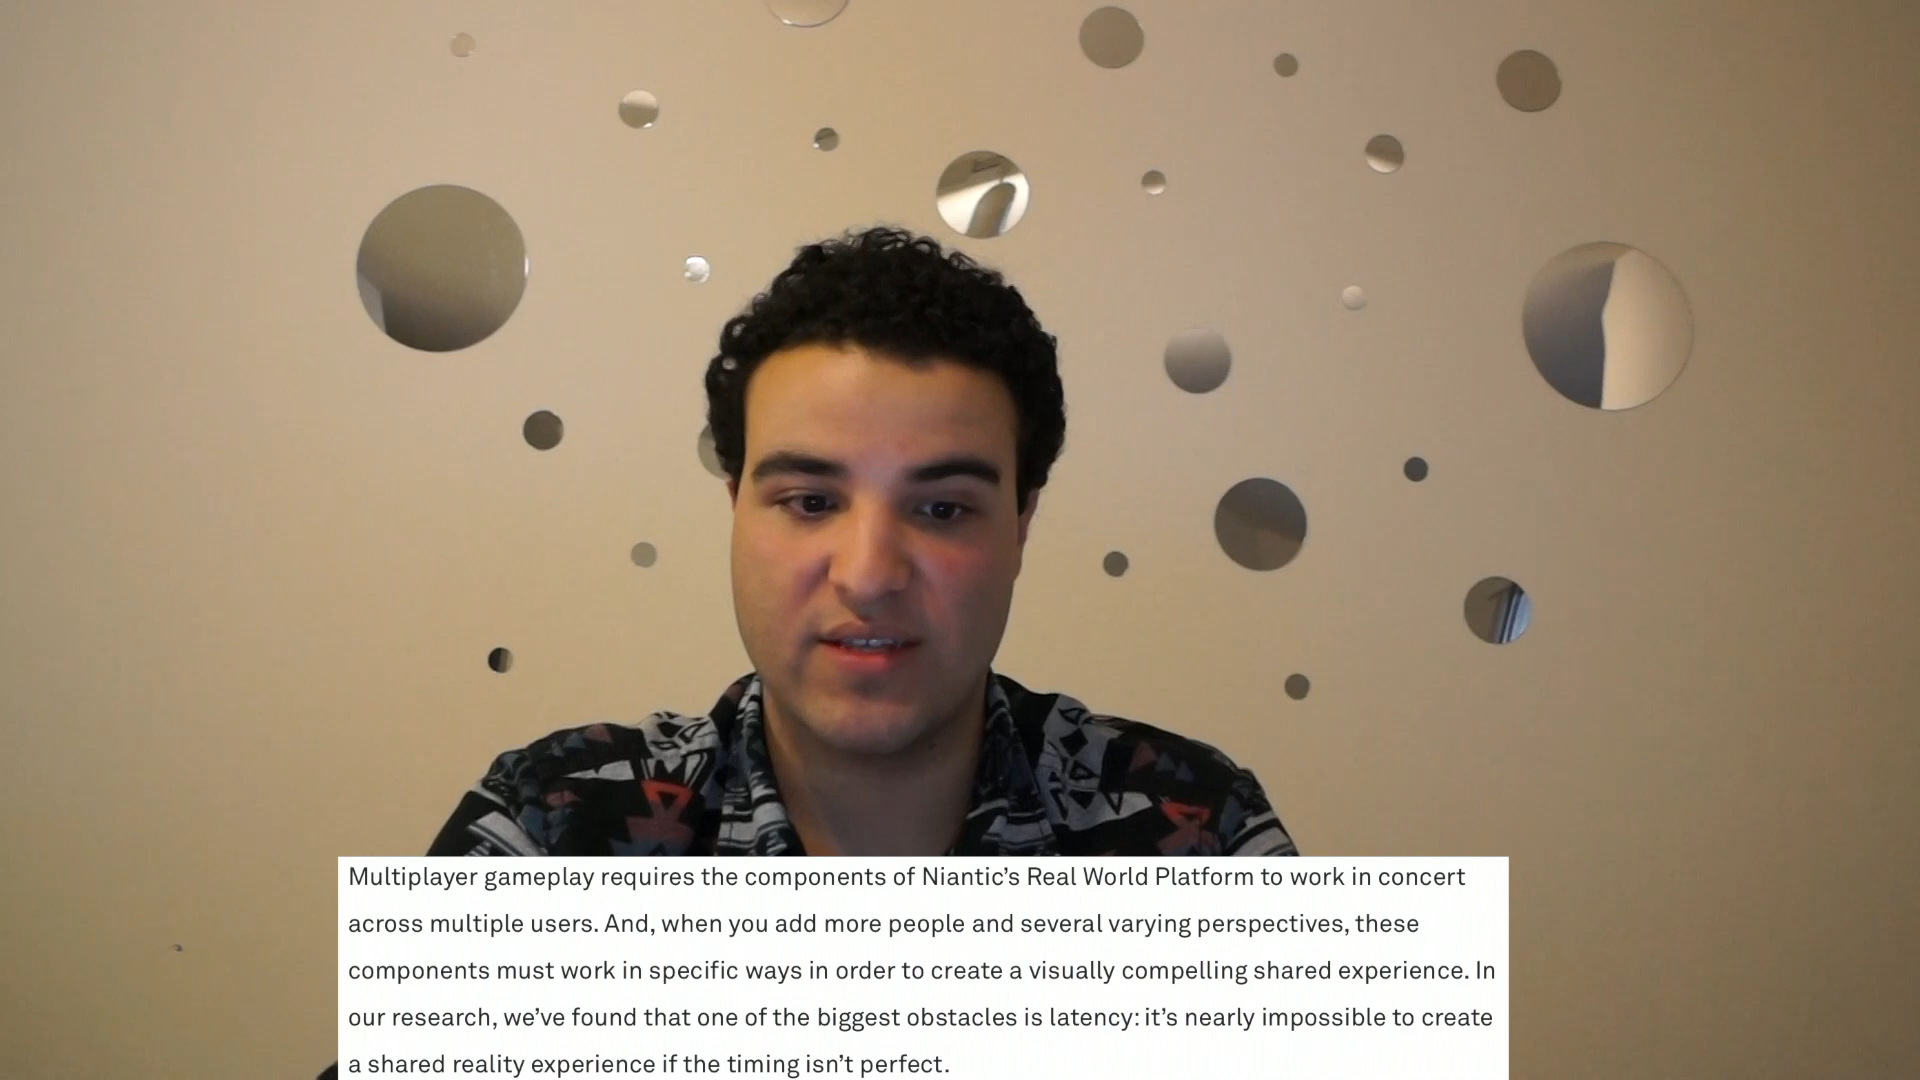 Multiplayer gameplay requires the components of Niantic’s Real World Platform to work in concert
across multiple users. And, when you add more people and several varying perspectives, these
components must work in specific ways in order to create a visually compelling shared experience. In
our research, we’ve found that one of the biggest obstacles is latency: it’s nearly impossible to create
a shared reality experience if the timing isn’t perfect.